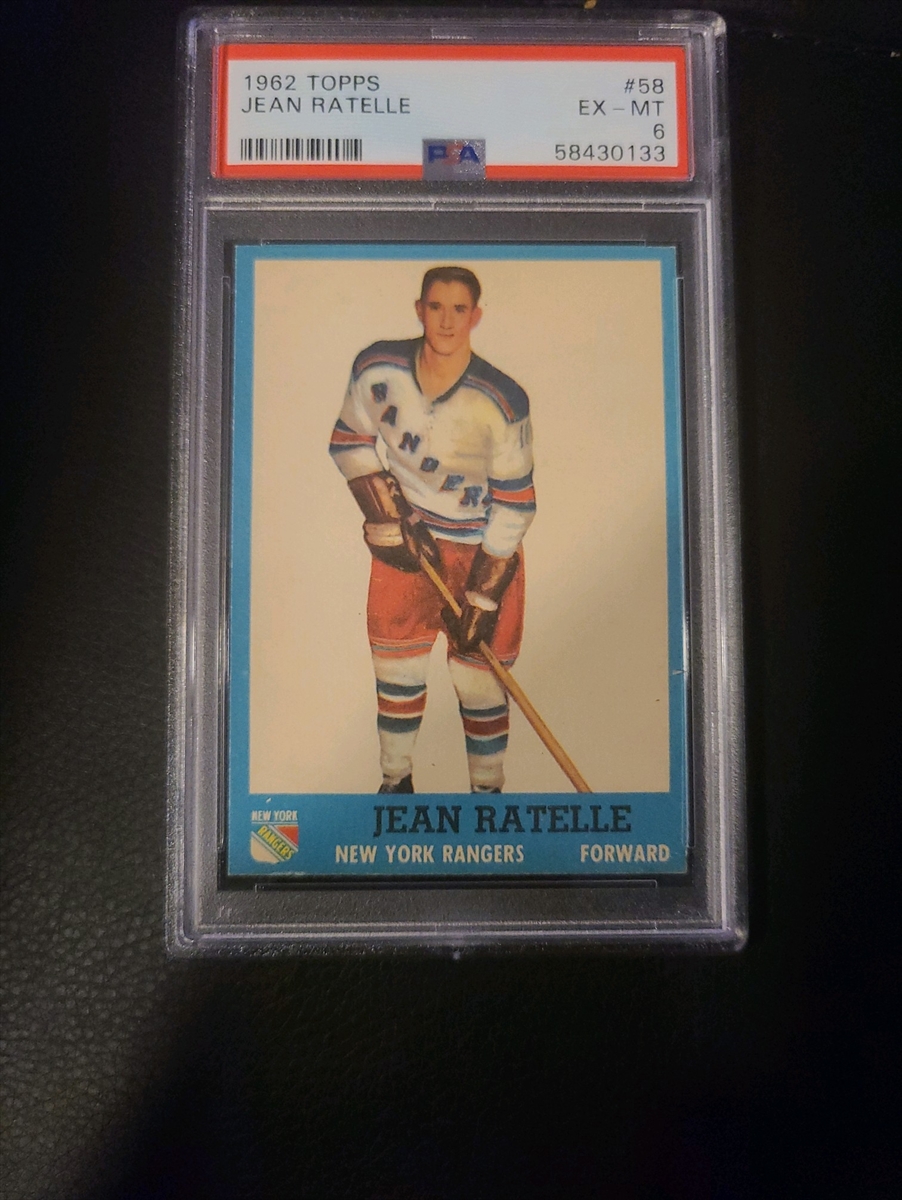 1962 TOPPS #58
JEAN RATELLE EX - MT
6
PSA 58430133
RANGERS
JEAN RATELLE
NEW YORK
RANGERS
NEW YORK RANGERS FORWARD